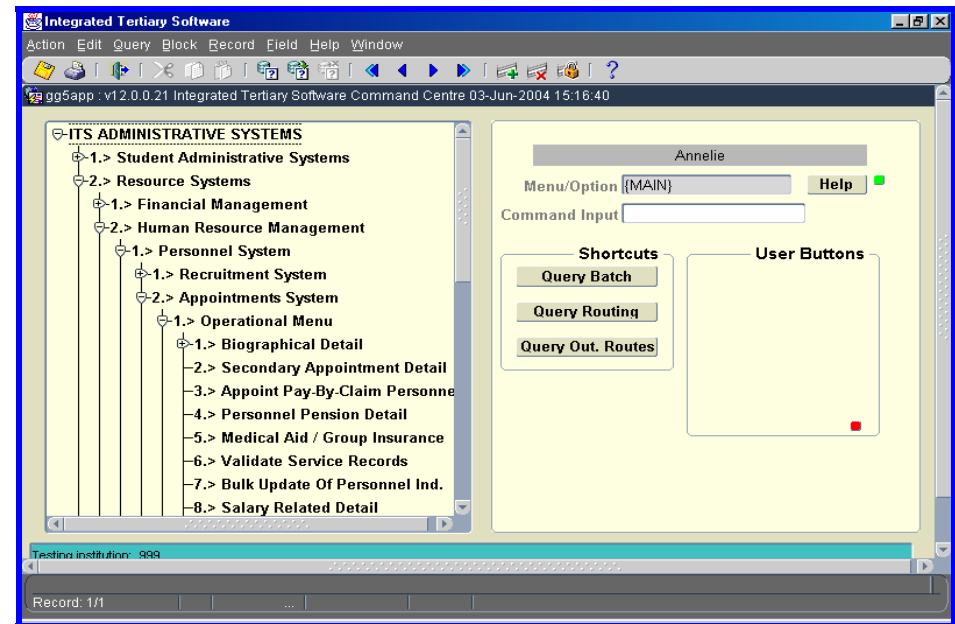 Integrated Tertiary Software
Action Edit Query Block Record Field Help Window
gg5app : v12.0.0.21 Integrated Tertiary Software Command Centre 03-Jun-2004 15:16:40
ITS ADMINISTRATIVE SYSTEMS
1.> Student Administrative Systems
2.> Resource Systems
1.> Financial Management
2.> Human Resource Management
1.> Personnel System
1.> Recruitment System
2.> Appointments System
1.> Operational Menu
1.> Biographical Detail
2.> Secondary Appointment Detail
3.> Appoint Pay-By-Claim Personne
4.> Personnel Pension Detail
5.> Medical Aid / Group Insurance
6.> Validate Service Records
7.> Bulk Update Of Personnel Ind.
8.> Salary Related Detail
Annelie
Menu/Option {MAIN} Help
Command Input
Shortcuts
Query Batch
Query Routing
Query Out. Routes
User Buttons
Testing institution: 999
Record: 1/1 ...